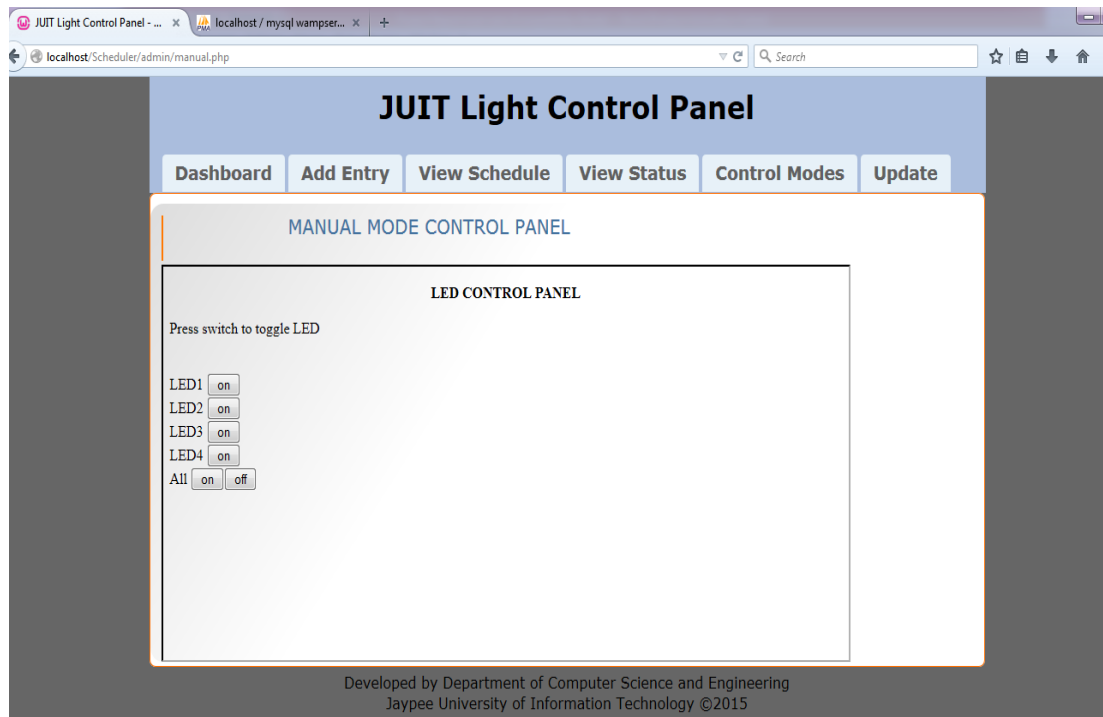 JUIT Light Control Panel - ...
localhost / mysql wampser...
localhost/Scheduler/admin/manual.php
Search
JUIT Light Control Panel
Dashboard Add Entry View Schedule View Status Control Modes Update
MANUAL MODE CONTROL PANEL
LED CONTROL PANEL
Press switch to toggle LED
LED1 on
LED2 on
LED3 on
LED4 on
All on off
Developed by Department of Computer Science and Engineering
Jaypee University of Information Technology ©2015